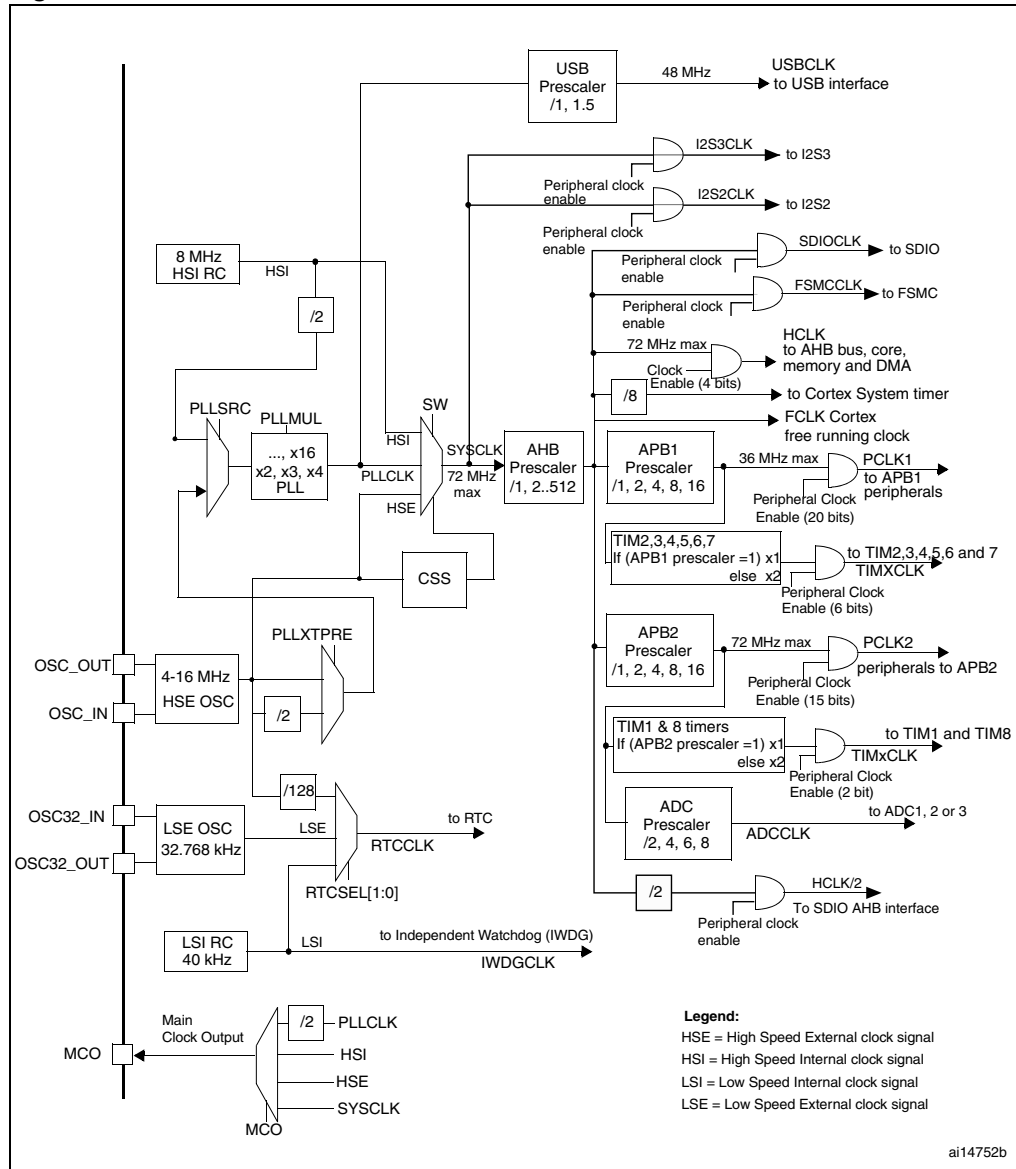 USB
Prescaler
/1, 1.5
48 MHz
USBCLK
to USB interface
I2S3CLK
to I2S3
Peripheral clock
enable
I2S2CLK
to I2S2
Peripheral clock
enable
SDIOCLK
to SDIO
Peripheral clock
enable
FSMCCLK
to FSMC
Peripheral clock
enable
8 MHz
HSI RC
HSI
/2
HCLK
72 MHz max
to AHB bus, core,
memory and DMA
Clock
Enable (4 bits)
/8
to Cortex System timer
FCLK Cortex
free running clock
PLLSRC
PLLMUL
..., x16
x2, x3, x4
PLL
SW
HSI
PLLCLK
HSE
SYSCLK
72 MHz
max
AHB
Prescaler
/1, 2..512
APB1
Prescaler
/1, 2, 4, 8, 16
36 MHz max
PCLK1
to APB1
peripherals
Peripheral Clock
Enable (20 bits)
CSS
TIM2,3,4,5,6,7
If (APB1 prescaler =1) x1
else x2
to TIM2,3,4,5,6 and 7
TIMXCLK
Peripheral Clock
Enable (6 bits)
PLLXTPRE
OSC_OUT
OSC_IN
4-16 MHz
HSE OSC
/2
APB2
Prescaler
/1, 2, 4, 8, 16
72 MHz max
PCLK2
peripherals to APB2
Peripheral Clock
Enable (15 bits)
TIM1 & 8 timers
If (APB2 prescaler =1) x1
else x2
to TIM1 and TIM8
TIMxCLK
Peripheral Clock
Enable (2 bit)
/128
OSC32_IN
OSC32_OUT
LSE OSC
32.768 kHz
LSE
to RTC
RTCCLK
RTCSEL[1:0]
ADC
Prescaler
/2, 4, 6, 8
to ADC1, 2 or 3
ADCCLK
/2
HCLK/2
To SDIO AHB interface
Peripheral clock
enable
LSI RC
40 kHz
LSI
to Independent Watchdog (IWDG)
IWDGCLK
MCO
Main
Clock Output
/2
PLLCLK
HSI
HSE
SYSCLK
MCO
Legend:
HSE = High Speed External clock signal
HSI = High Speed Internal clock signal
LSI = Low Speed Internal clock signal
LSE = Low Speed External clock signal
ai14752b